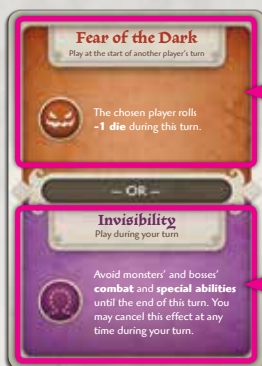 Fear of the Dark
Play at the start of another player's turn
The chosen player rolls
-1 die during this turn.
– OR –
Invisibility
Play during your turn
Avoid monsters' and bosses'
combat and special abilities
until the end of this turn. You
may cancel this effect at any
time during your turn.